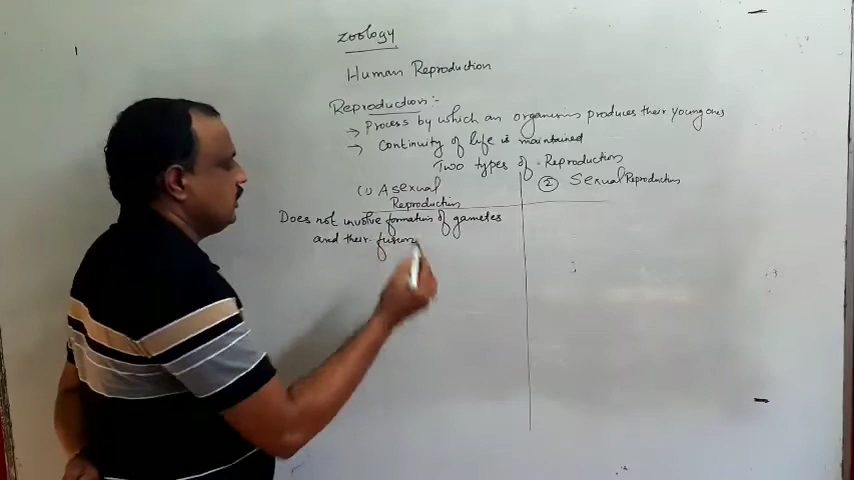 Zoology
Human Reproduction
Reproduction:-
→ Process by which an organisms produces their young ones
→ Continuity of life is maintained
Two types of Reproduction
(1) Asexual
Reproduction
② Sexual Reproduction
Does not involve formation of gametes
and their fusion